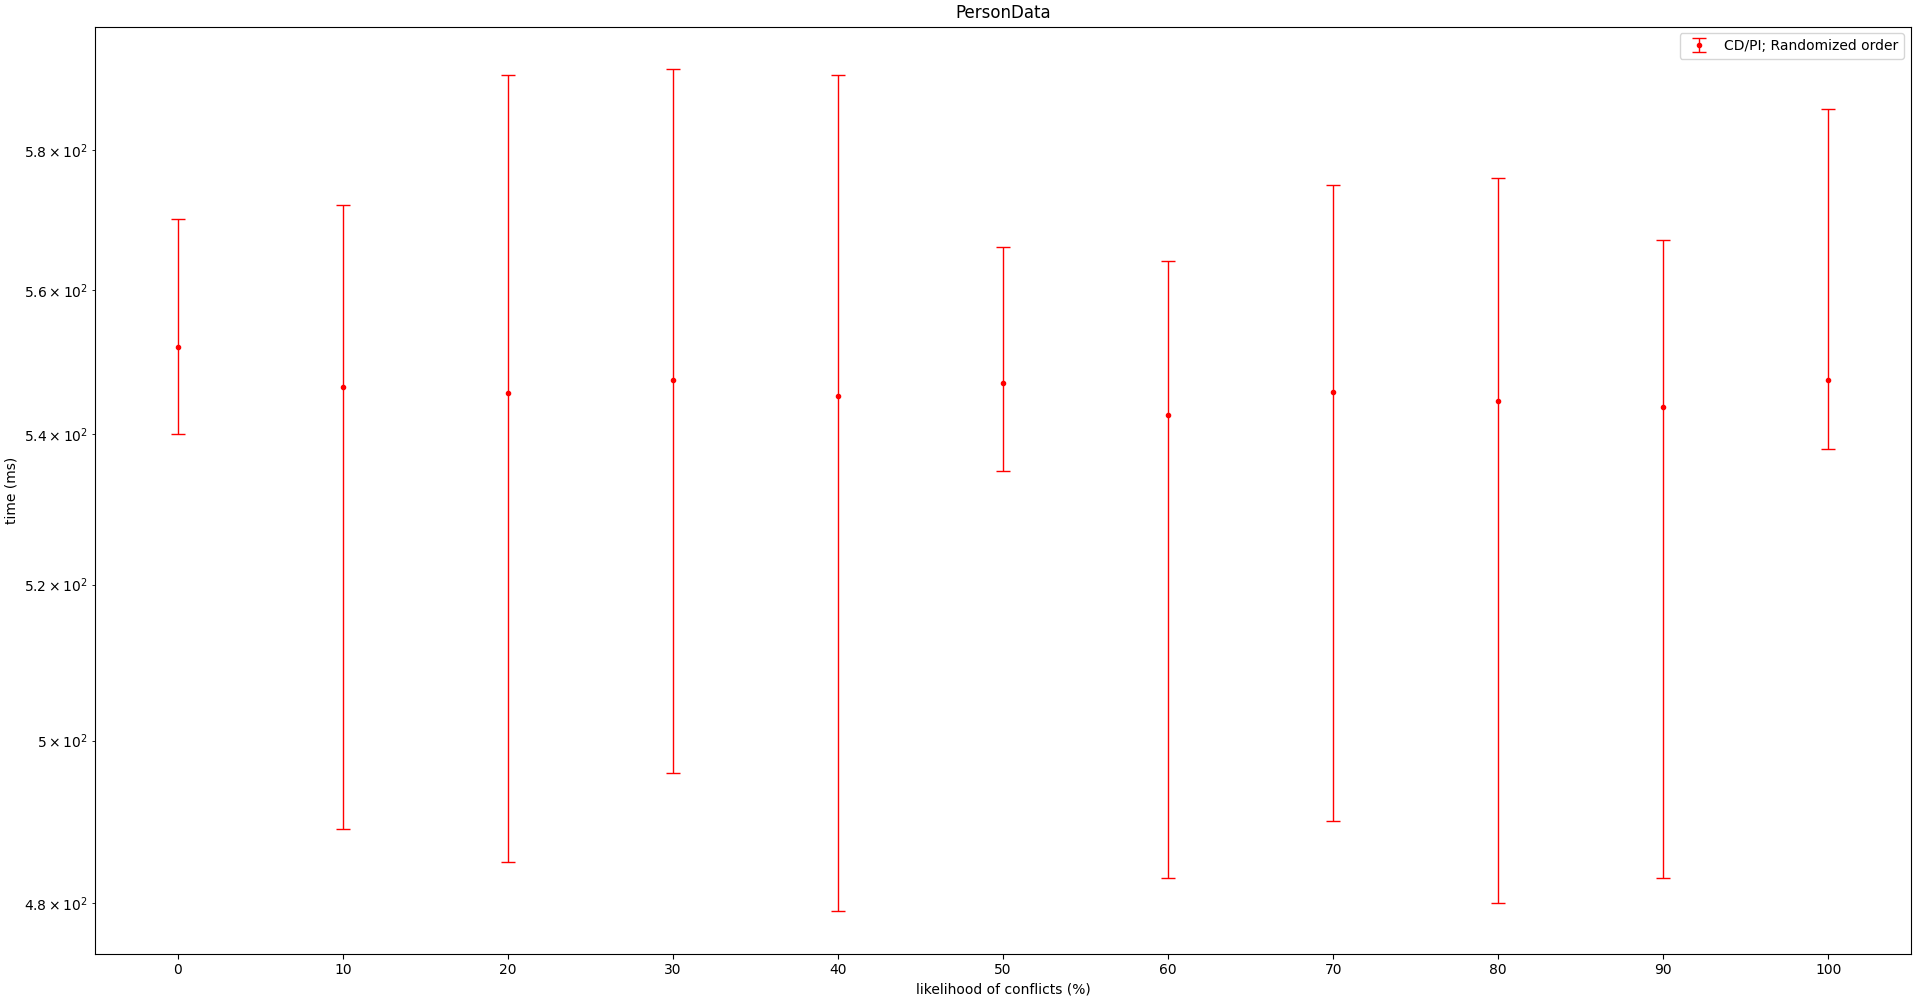 PersonData
CD/PI; Randomized order
5.8 × 10²
5.6 × 10²
5.4 × 10²
5.2 × 10²
5 × 10²
4.8 × 10²
time (ms)
0 10 20 30 40 50 60 70 80 90 100
likelihood of conflicts (%)